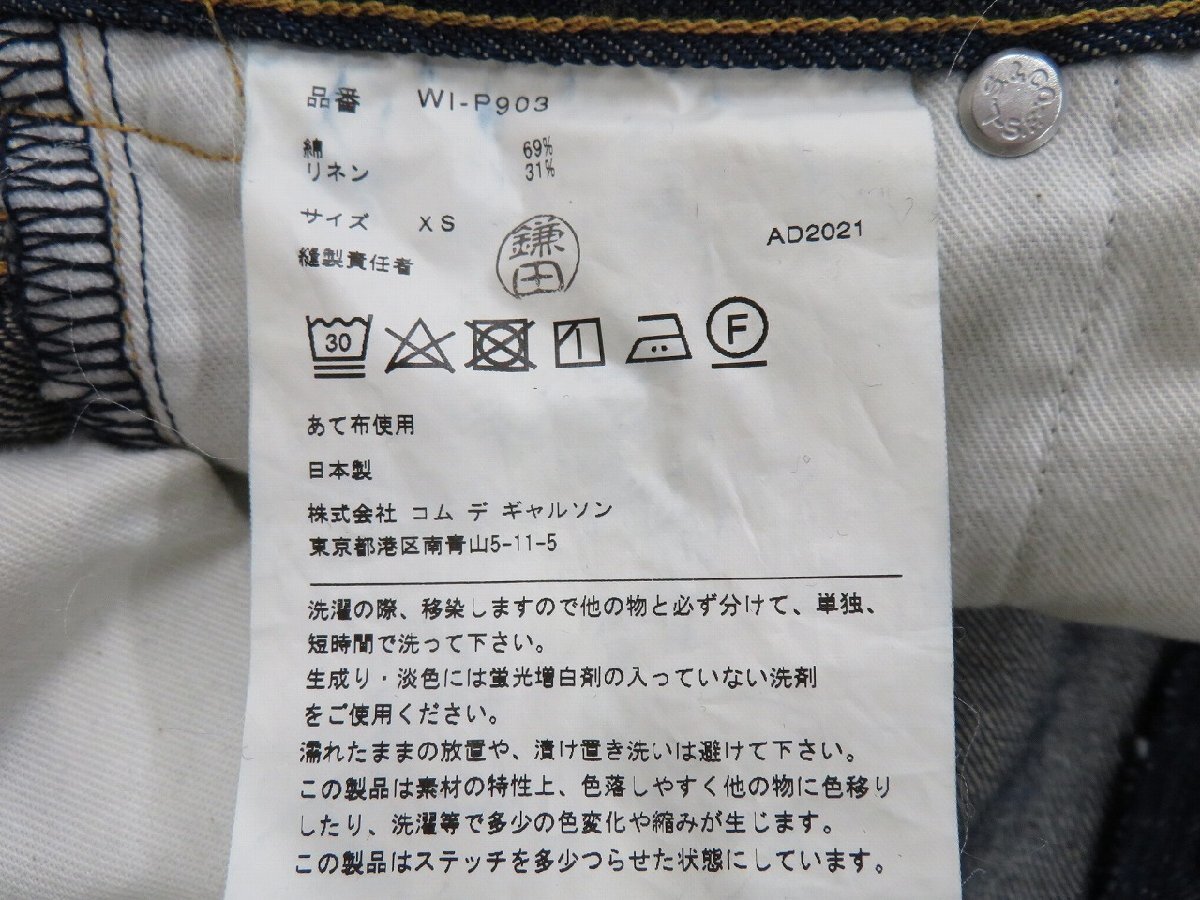 品番 WI-P903
綿 69%
リネン 31%
サイズ XS
AD2021
縫製責任者 鎌田
30
F
あて布使用
日本製
株式会社 コム デ ギャルソン
東京都港区南青山5-11-5
洗濯の際、移染しますので他の物と必ず分けて、単独、
短時間で洗って下さい。
生成り・淡色には蛍光増白剤の入っていない洗剤
をご使用ください。
濡れたままの放置や、漬け置き洗いは避けて下さい。
この製品は素材の特性上、色落しやすく他の物に色移り
したり、洗濯等で多少の色変化や縮みが生じます。
この製品はステッチを多少つらせた状態にしています。